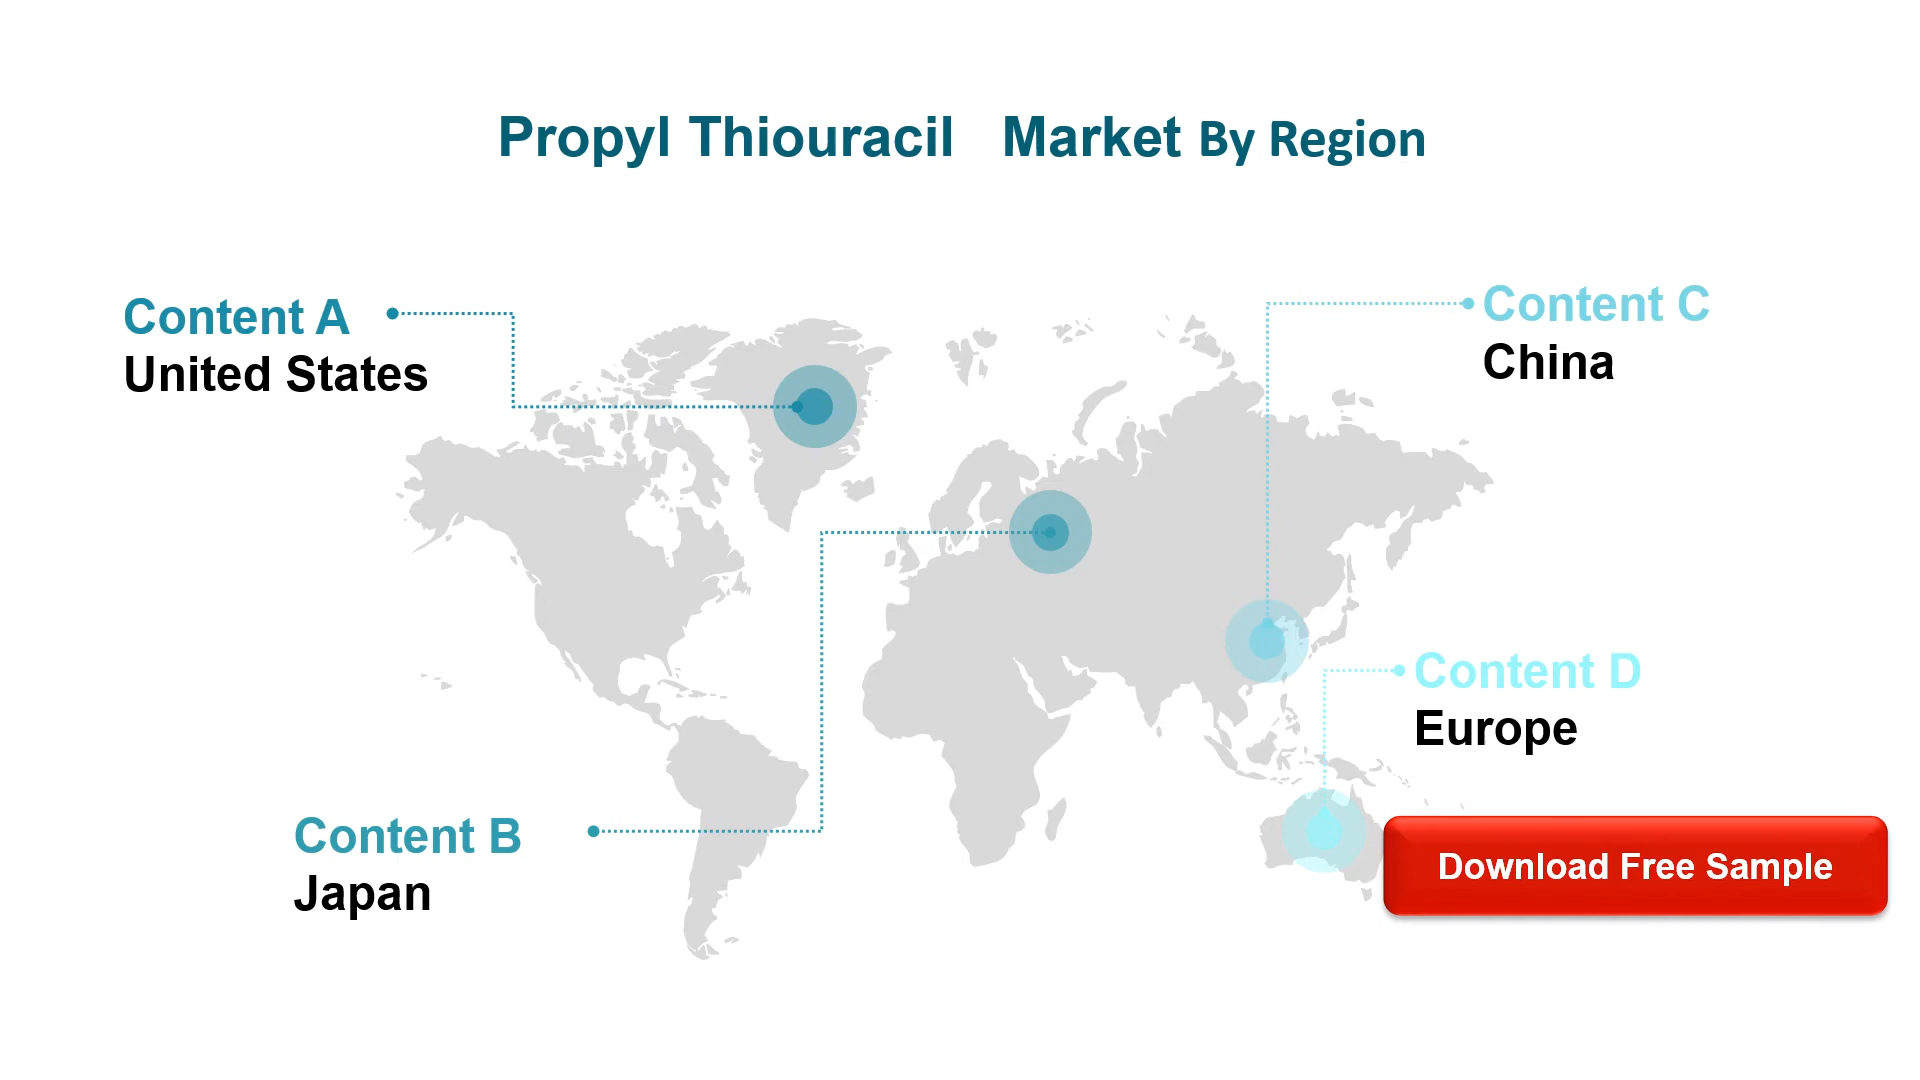 Propyl Thiouracil Market By Region
Content A
United States
Content C
China
Content D
Europe
Content B
Japan
Download Free Sample